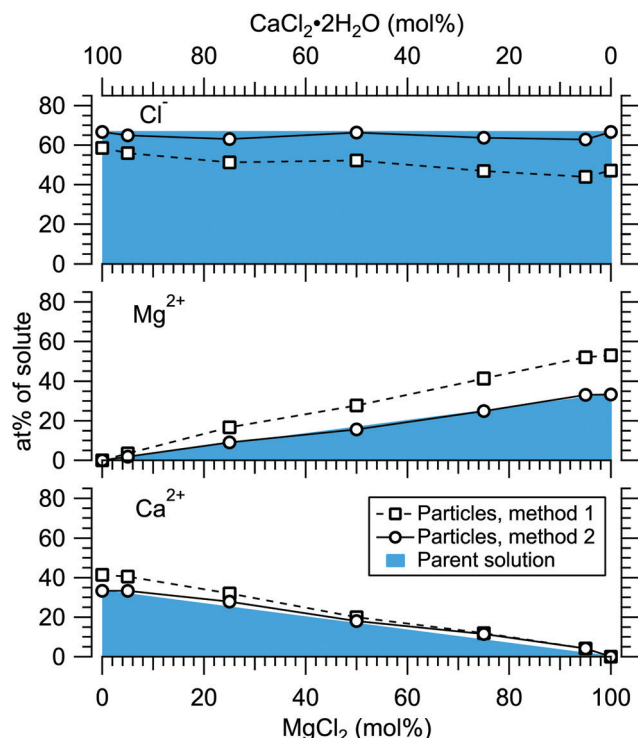 CaCl₂•2H₂O (mol%)
100 80 60 40 20 0
Cl⁻
80
60
40
20
0
Mg²⁺
80
60
40
20
0
at% of solute
Ca²⁺
80
60
40
20
0
Particles, method 1
Particles, method 2
Parent solution
0 20 40 60 80 100
MgCl₂ (mol%)